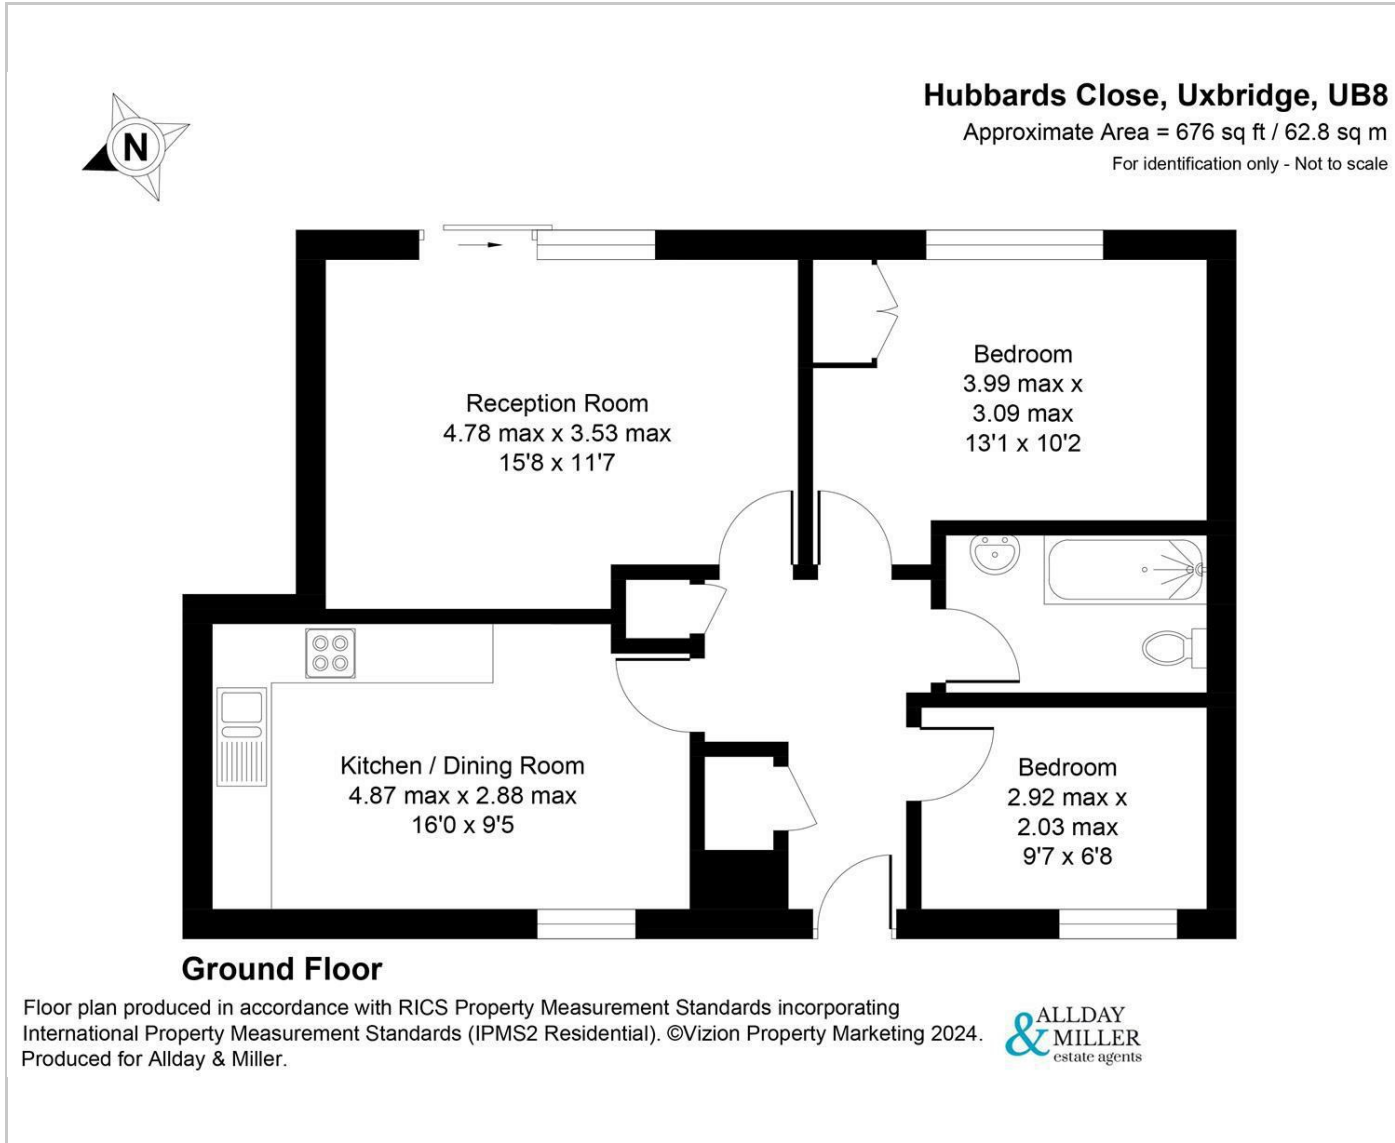 N
Hubbards Close, Uxbridge, UB8
Approximate Area = 676 sq ft / 62.8 sq m
For identification only - Not to scale
Reception Room
4.78 max x 3.53 max
15'8 x 11'7
Bedroom
3.99 max x
3.09 max
13'1 x 10'2
Kitchen / Dining Room
4.87 max x 2.88 max
16'0 x 9'5
Bedroom
2.92 max x
2.03 max
9'7 x 6'8
Ground Floor
Floor plan produced in accordance with RICS Property Measurement Standards incorporating
International Property Measurement Standards (IPMS2 Residential). ©Vizion Property Marketing 2024.
Produced for Allday & Miller.
ALLDAY
& MILLER
estate agents